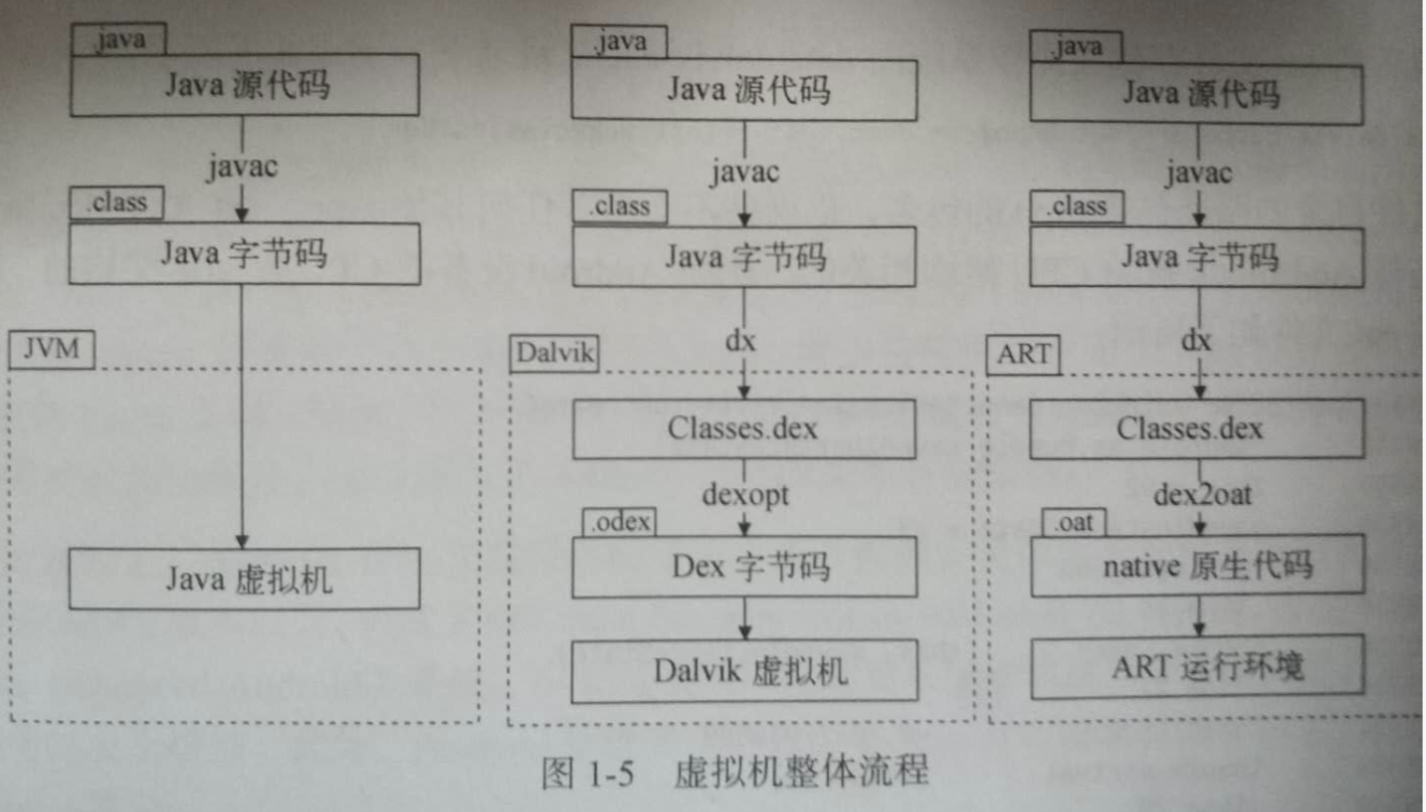 .java
Java 源代码
javac
.class
Java 字节码
JVM
Java 虚拟机
.java
Java 源代码
javac
.class
Java 字节码
dx
Dalvik
Classes.dex
dexopt
.odex
Dex 字节码
Dalvik 虚拟机
.java
Java 源代码
javac
.class
Java 字节码
dx
ART
Classes.dex
dex2oat
.oat
native 原生代码
ART 运行环境
图 1-5 虚拟机整体流程